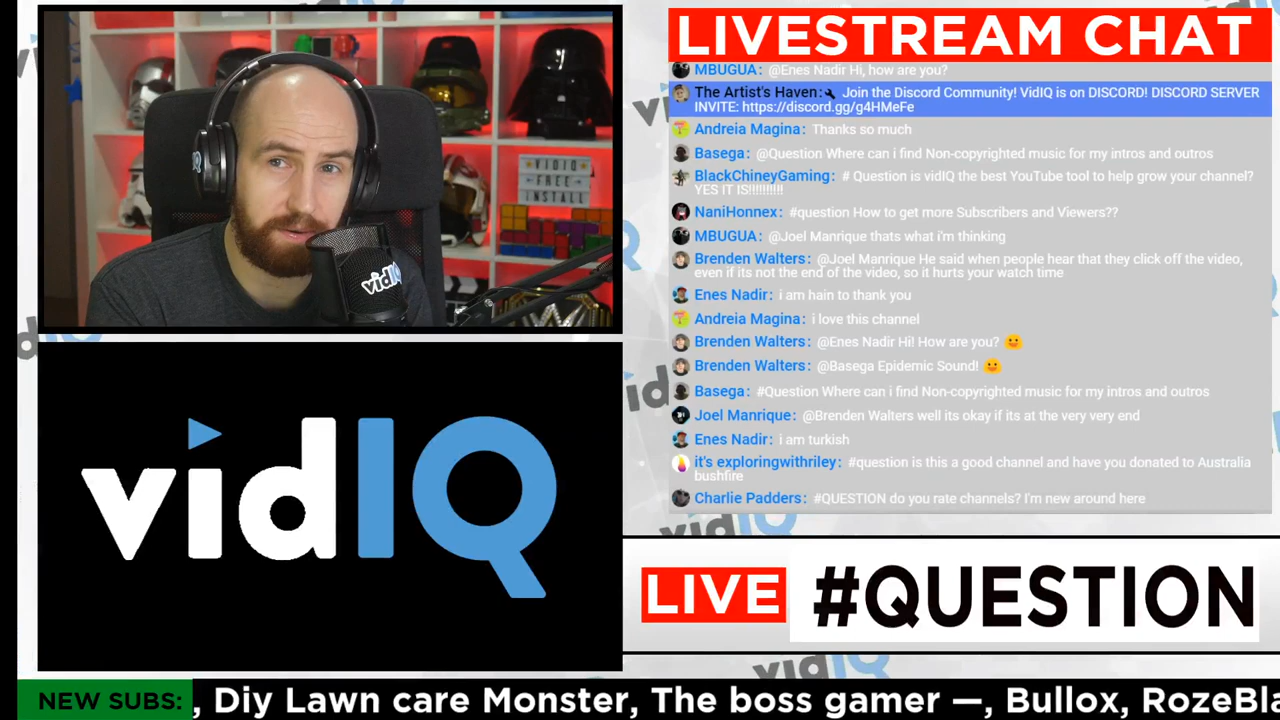 LIVESTREAM CHAT
MBUGUA: @Enes Nadir Hi, how are you?
The Artist's Haven: Join the Discord Community! VidIQ is on DISCORD! DISCORD SERVER
INVITE: https://discord.gg/g4HMeFe
Andreia Magina: Thanks so much
Basega: @Question Where can i find Non-copyrighted music for my intros and outros
BlackChineyGaming: # Question is vidIQ the best YouTube tool to help grow your channel?
YES IT IS!!!!!!!!!!
NaniHonnex: #question How to get more Subscribers and Viewers??
MBUGUA: @Joel Manrique thats what i'm thinking
Brenden Walters: @Joel Manrique He said when people hear that they click off the video,
even if its not the end of the video, so it hurts your watch time
Enes Nadir: i am hain to thank you
Andreia Magina: i love this channel
Brenden Walters: @Enes Nadir Hi! How are you?
Brenden Walters: @Basega Epidemic Sound!
Basega: #Question Where can i find Non-copyrighted music for my intros and outros
Joel Manrique: @Brenden Walters well its okay if its at the very very end
Enes Nadir: i am turkish
it's exploringwithriley: #question is this a good channel and have you donated to Australia
bushfire
Charlie Padders: #QUESTION do you rate channels? I'm new around here
VIDIQ
FREE
INSTALL
vidIQ
vidIQ
LIVE #QUESTION
vidIQ
NEW SUBS: , Diy Lawn care Monster, The boss gamer —, Bullox, RozeBla